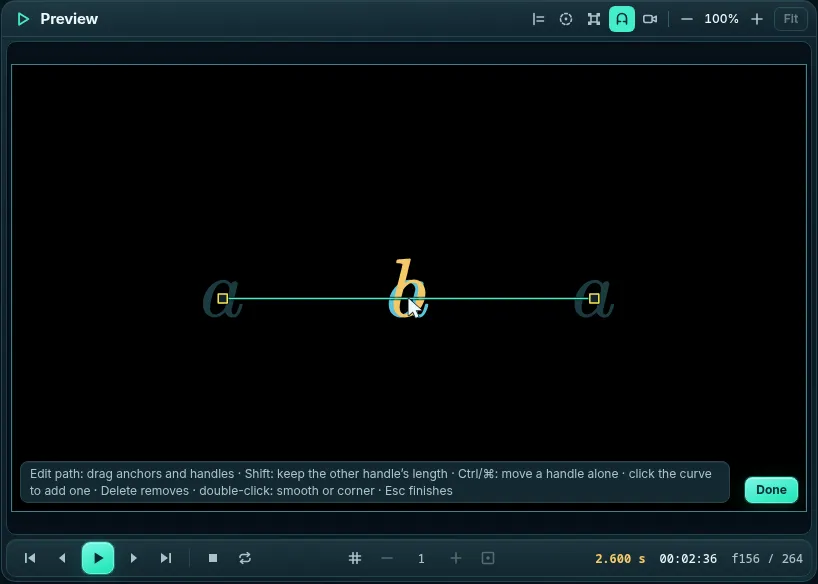 Preview
100%
Fit
a
b
a
a
Edit path: drag anchors and handles · Shift: keep the other handle's length · Ctrl/⌘: move a handle alone · click the curve
to add one · Delete removes · double-click: smooth or corner · Esc finishes
Done
1
2.600 s 00:02:36 f156 / 264